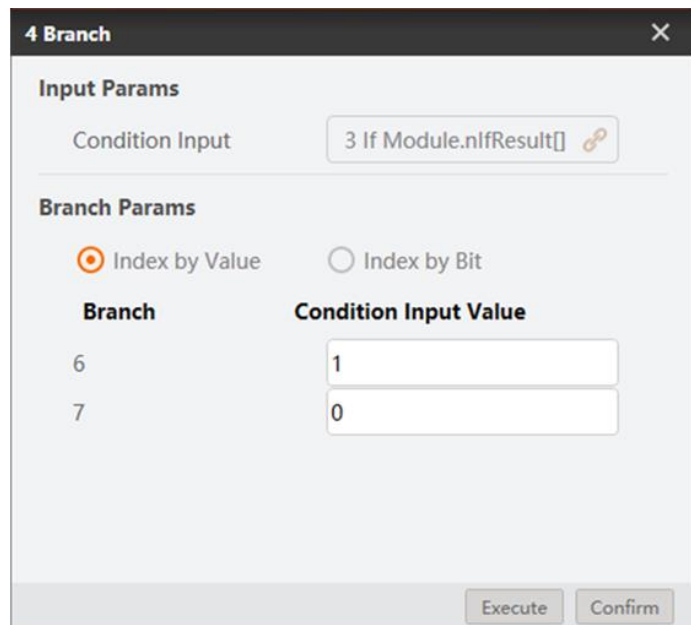 4 Branch
Input Params
Condition Input 3 If Module.nIfResult[]
Branch Params
Index by Value Index by Bit
Branch Condition Input Value
6 1
7 0
Execute Confirm